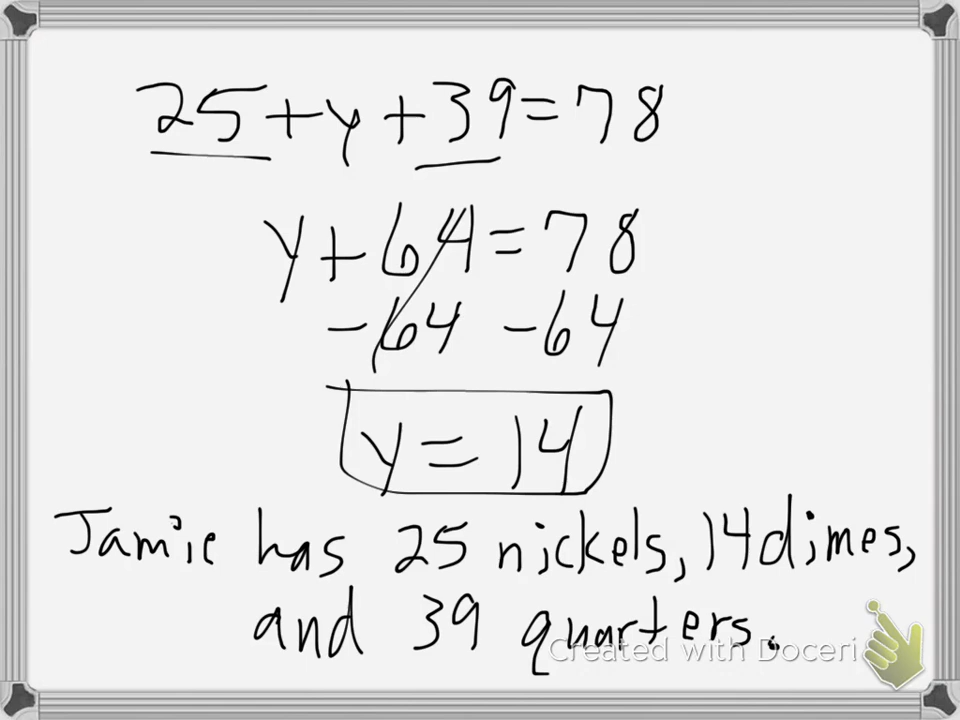 25+y+39=78
y+64=78
-64 -64
y=14
Jamie has 25 nickels, 14 dimes,
and 39 quarters.
Created with Doceri